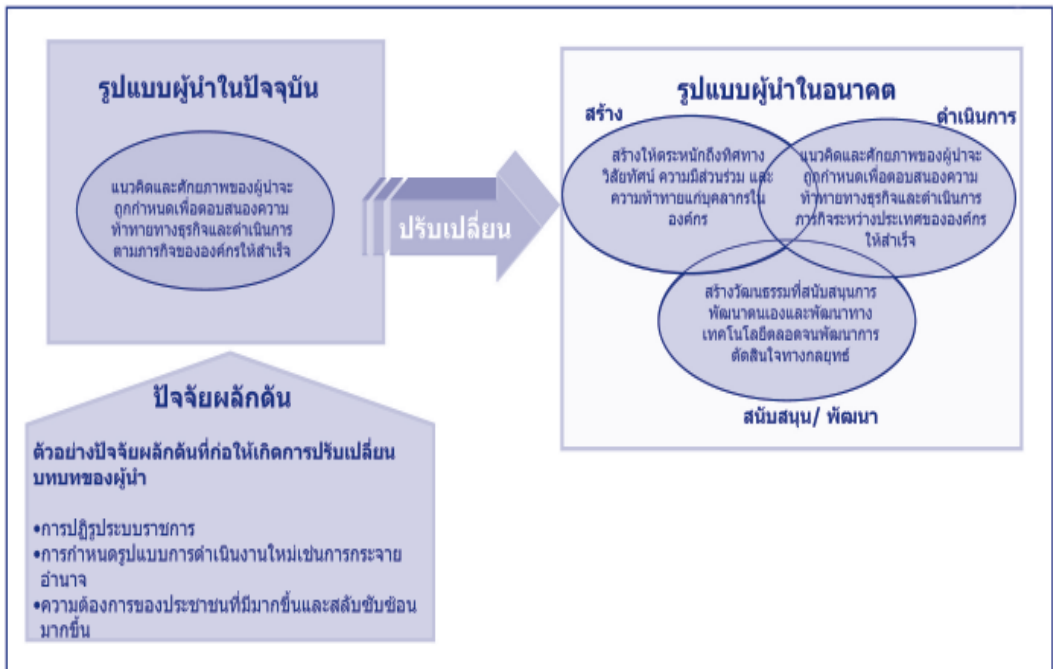 รูปแบบผู้นำในปัจจุบัน
แนวคิดและศักยภาพของผู้นำจะ
ถูกกำหนดเพื่อตอบสนองความ
ท้าทายทางธุรกิจและดำเนินการ
ตามภารกิจขององค์กรให้สำเร็จ
ปรับเปลี่ยน
รูปแบบผู้นำในอนาคต
สร้าง
ดำเนินการ
สร้างให้ตระหนักถึงทิศทาง
วิสัยทัศน์ ความมีส่วนร่วม และ
ความท้าทายแก่บุคลากรใน
องค์กร
แนวคิดและศักยภาพของผู้นำจะ
ถูกกำหนดเพื่อตอบสนองความ
ท้าทายทางธุรกิจและดำเนินการ
ภารกิจระหว่างประเทศขององค์กร
ให้สำเร็จ
สร้างวัฒนธรรมที่สนับสนุนการ
พัฒนาตนเองและพัฒนาทาง
เทคโนโลยีตลอดจนพัฒนาการ
ตัดสินใจทางกลยุทธ์
สนับสนุน/ พัฒนา
ปัจจัยผลักดัน
ตัวอย่างปัจจัยผลักดันที่ก่อให้เกิดการปรับเปลี่ยน
บทบทของผู้นำ
•การปฏิรูประบบราชการ
•การกำหนดรูปแบบการดำเนินงานใหม่เช่นการกระจาย
อำนาจ
•ความต้องการของประชาชนที่มีมากขึ้นและสลับซับซ้อน
มากขึ้น